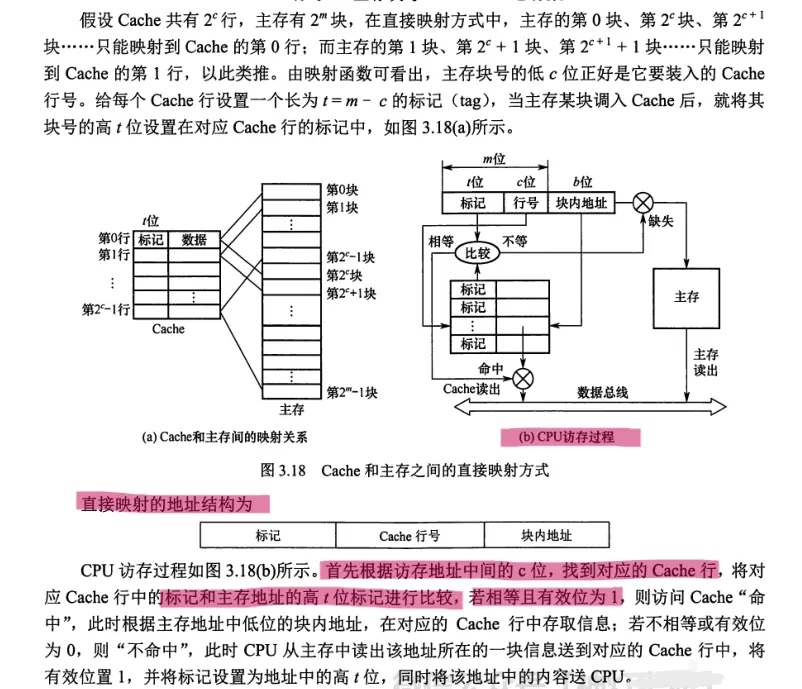 假设 Cache 共有 2ᶜ 行，主存有 2ᵐ 块，在直接映射方式中，主存的第 0 块、第 2ᶜ 块、第 2ᶜ⁺¹
块……只能映射到 Cache 的第 0 行；而主存的第 1 块、第 2ᶜ + 1 块、第 2ᶜ⁺¹ + 1 块……只能映射
到 Cache 的第 1 行，以此类推。由映射函数可看出，主存块号的低 c 位正好是它要装入的 Cache
行号。给每个 Cache 行设置一个长为 t = m − c 的标记（tag），当主存某块调入 Cache 后，就将其
块号的高 t 位设置在对应 Cache 行的标记中，如图 3.18(a)所示。
t位
第0行 标记 数据
第1行
⋮
⋮
第2ᶜ−1行
Cache
第0块
第1块
⋮
第2ᶜ−1块
第2ᶜ块
第2ᶜ+1块
⋮
⋮
第2ᵐ−1块
主存
(a) Cache和主存间的映射关系
m位
t位 c位 b位
标记 行号 块内地址
缺失
相等 比较 不等
标记
标记
⋮
标记
主存
命中
Cache读出
主存
读出
数据总线
(b) CPU访存过程
图 3.18 Cache 和主存之间的直接映射方式
直接映射的地址结构为
标记 Cache 行号 块内地址
CPU 访存过程如图 3.18(b)所示。首先根据访存地址中间的 c 位，找到对应的 Cache 行，将对
应 Cache 行中的标记和主存地址的高 t 位标记进行比较，若相等且有效位为 1，则访问 Cache“命
中”，此时根据主存地址中低位的块内地址，在对应的 Cache 行中存取信息；若不相等或有效位
为 0，则“不命中”，此时 CPU 从主存中读出该地址所在的一块信息送到对应的 Cache 行中，将
有效位置 1，并将标记设置为地址中的高 t 位，同时将该地址中的内容送 CPU。